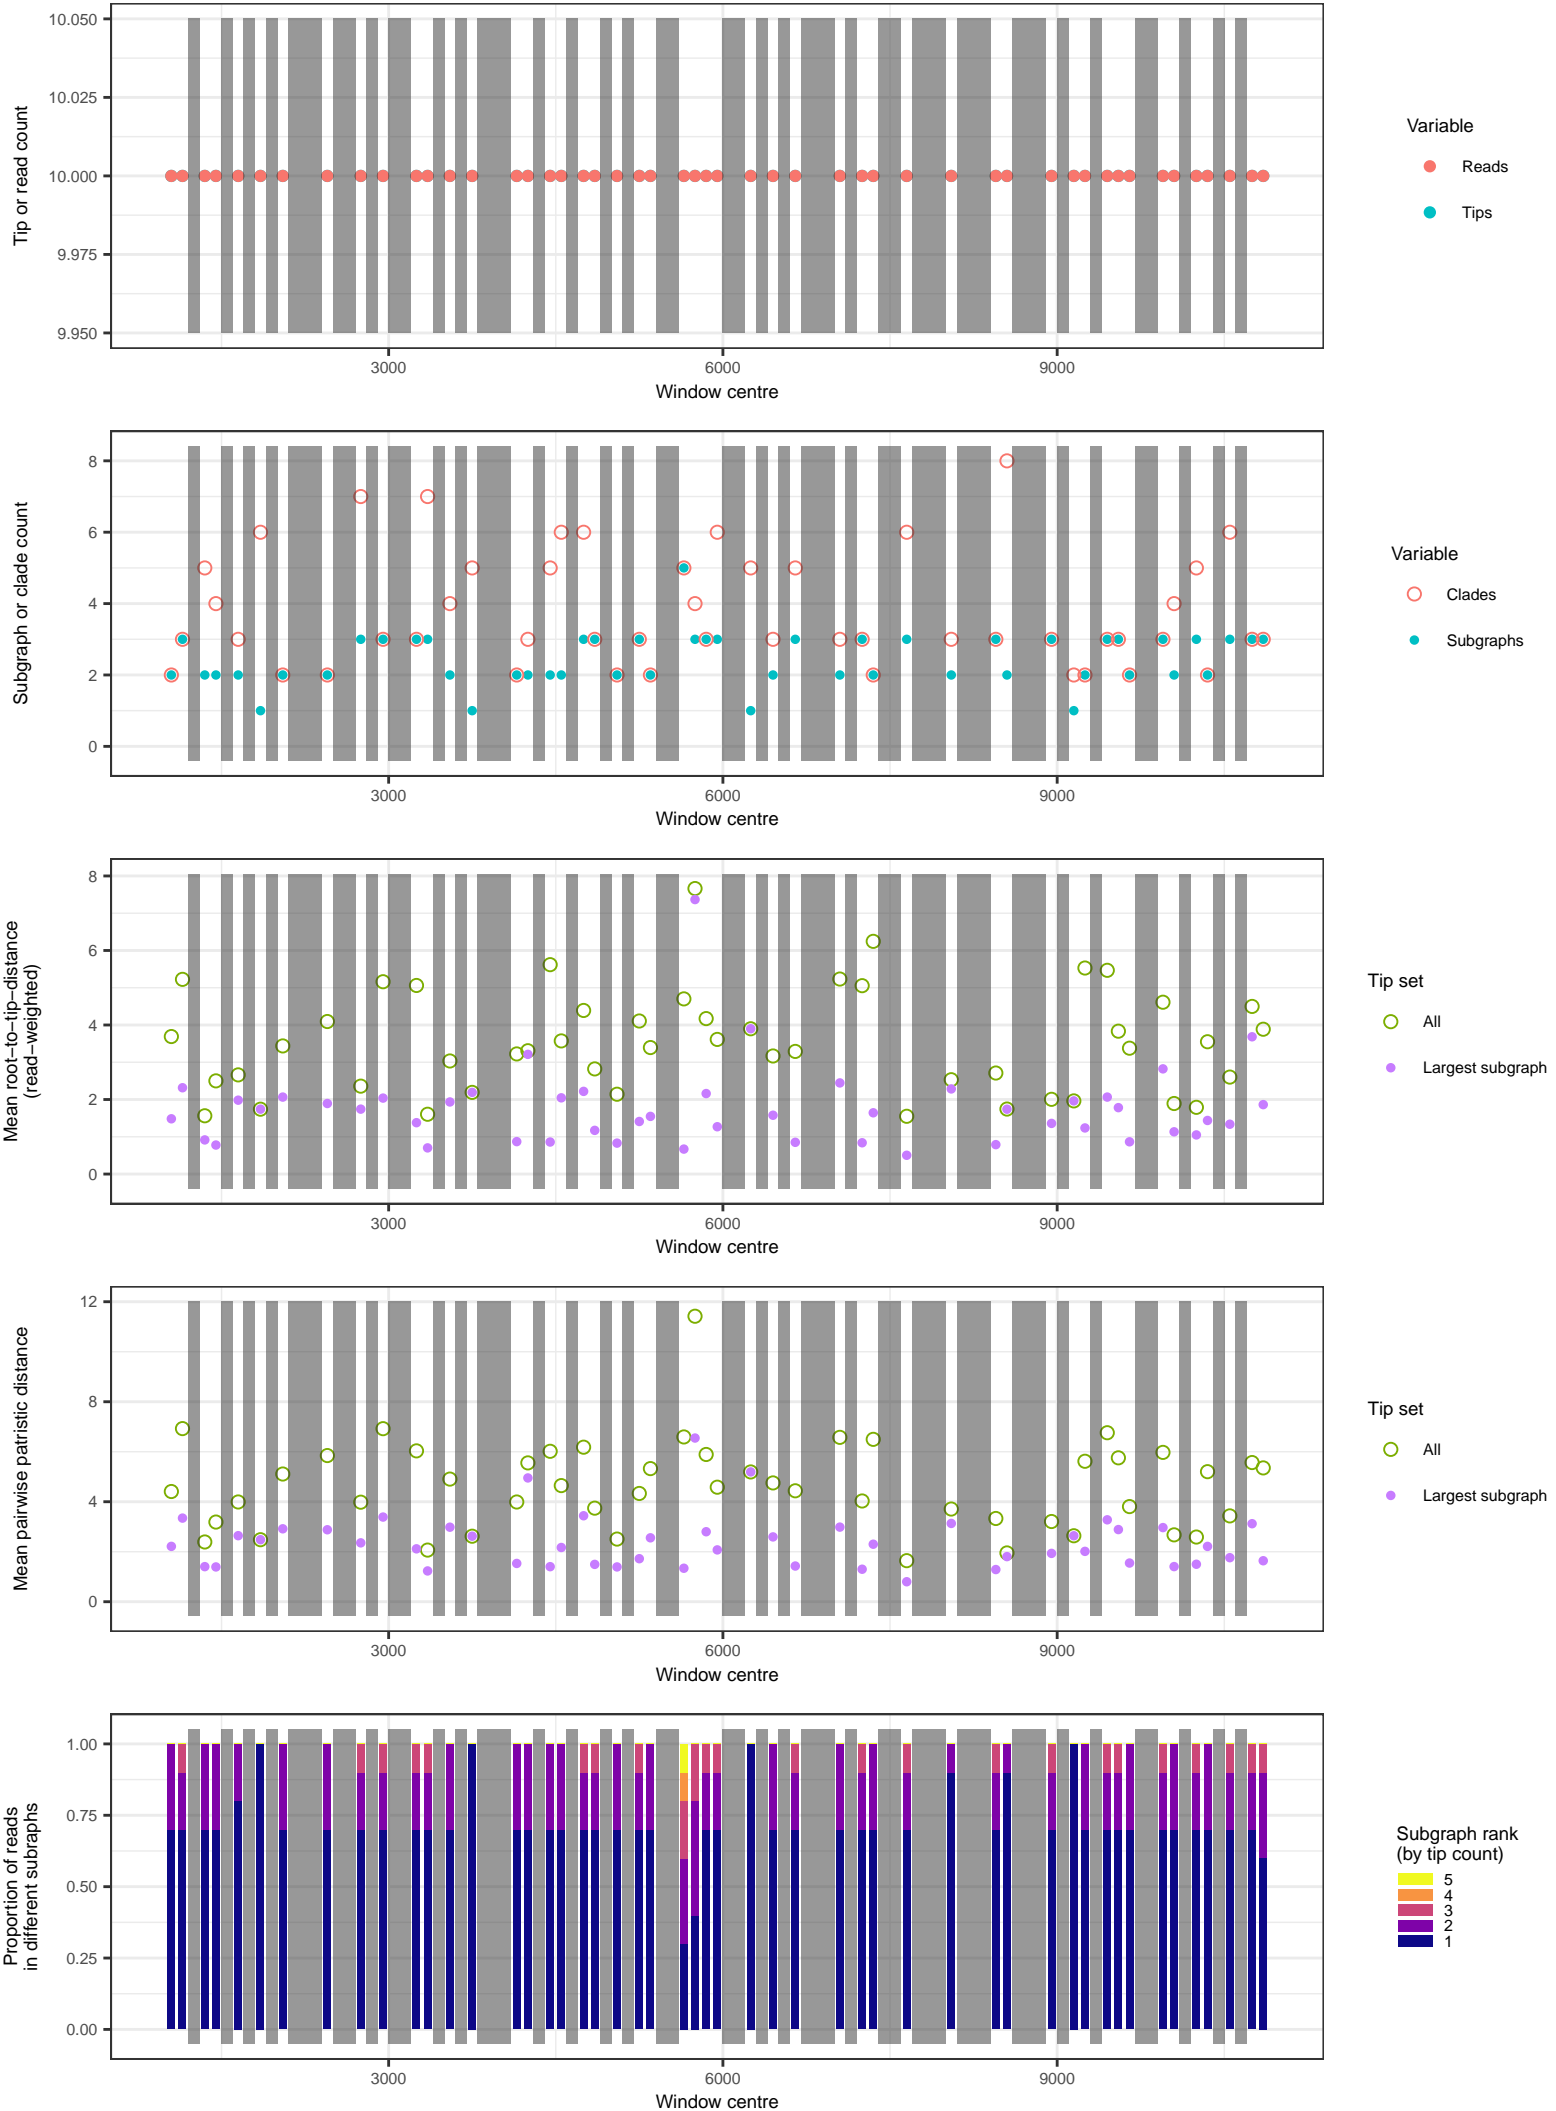 10.050
10.025
10.000
9.975
9.950
Tip or read count
3000 6000 9000
Window centre
Variable
Reads
Tips
8
6
4
2
0
Subgraph or clade count
3000 6000 9000
Window centre
Variable
Clades
Subgraphs
8
6
4
2
0
Mean root−to−tip−distance
(read−weighted)
3000 6000 9000
Window centre
Tip set
All
Largest subgraph
12
8
4
0
Mean pairwise patristic distance
3000 6000 9000
Window centre
Tip set
All
Largest subgraph
1.00
0.75
0.50
0.25
0.00
Proportion of reads
in different subraphs
3000 6000 9000
Window centre
Subgraph rank
(by tip count)
5
4
3
2
1